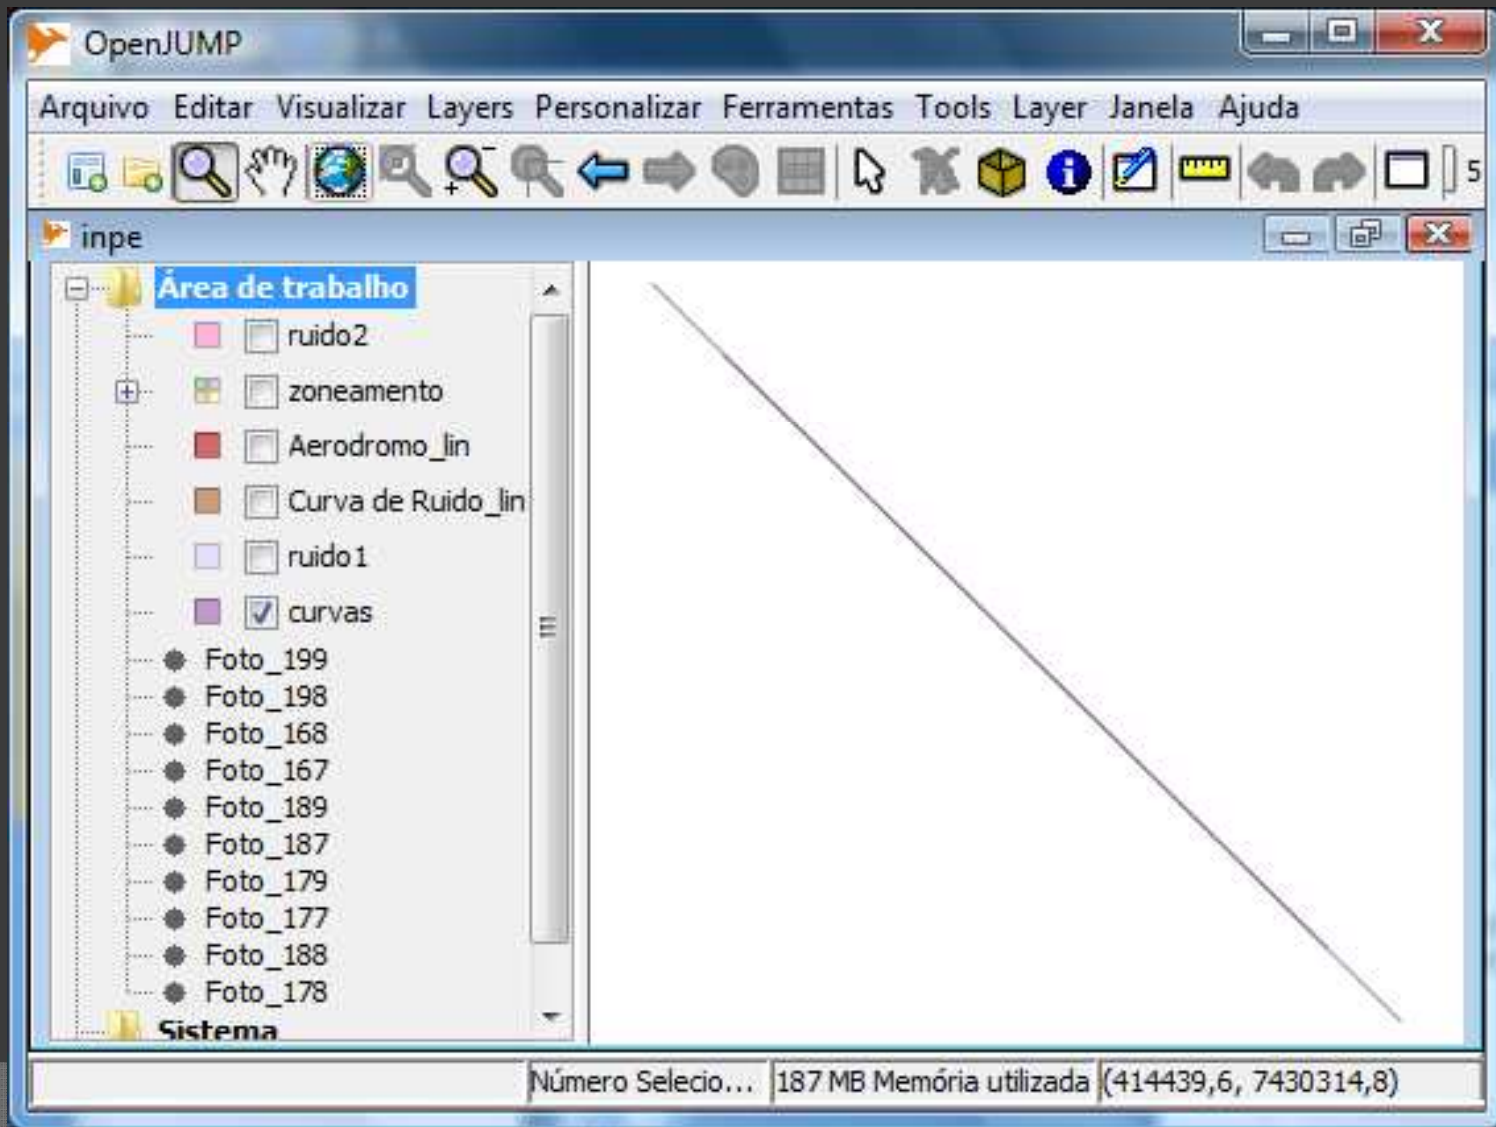 OpenJUMP
Arquivo Editar Visualizar Layers Personalizar Ferramentas Tools Layer Janela Ajuda
5
inpe
Área de trabalho
ruido2
zoneamento
Aerodromo_lin
Curva de Ruido_lin
ruido1
curvas
Foto_199
Foto_198
Foto_168
Foto_167
Foto_189
Foto_187
Foto_179
Foto_177
Foto_188
Foto_178
Sistema
Número Selecio... 187 MB Memória utilizada (414439,6, 7430314,8)